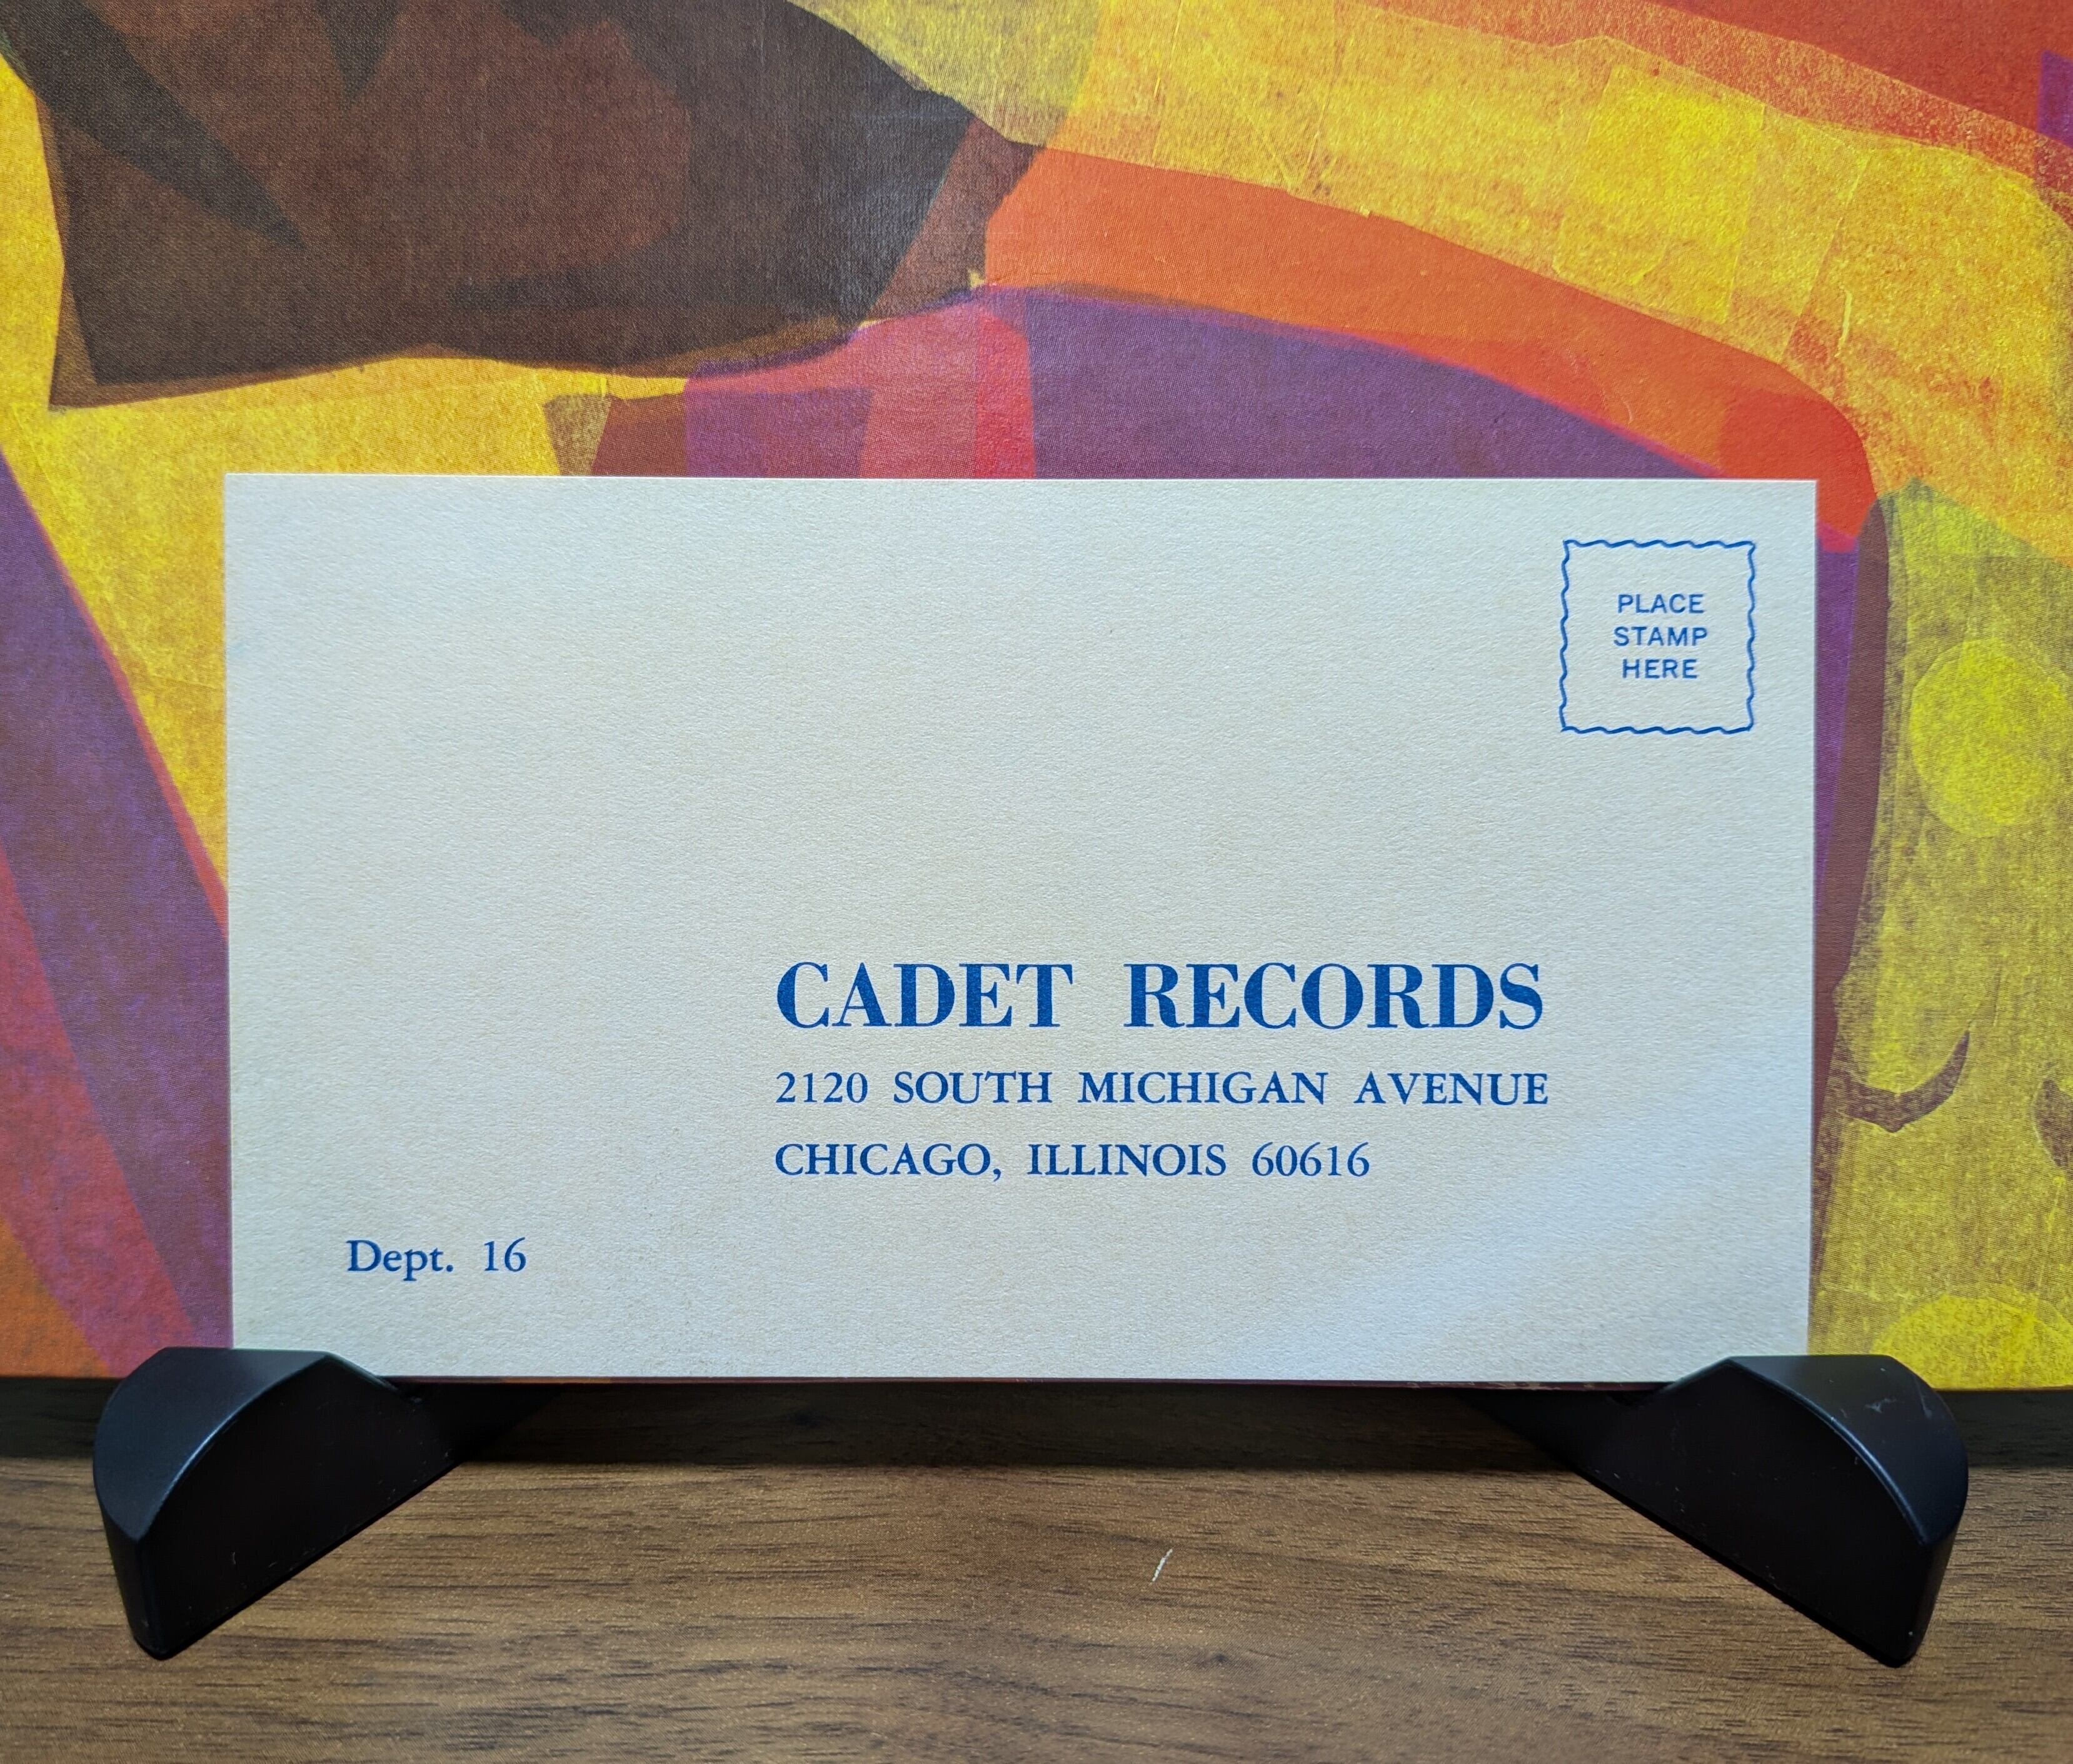 PLACE
STAMP
HERE
CADET RECORDS
2120 SOUTH MICHIGAN AVENUE
CHICAGO, ILLINOIS 60616
Dept. 16